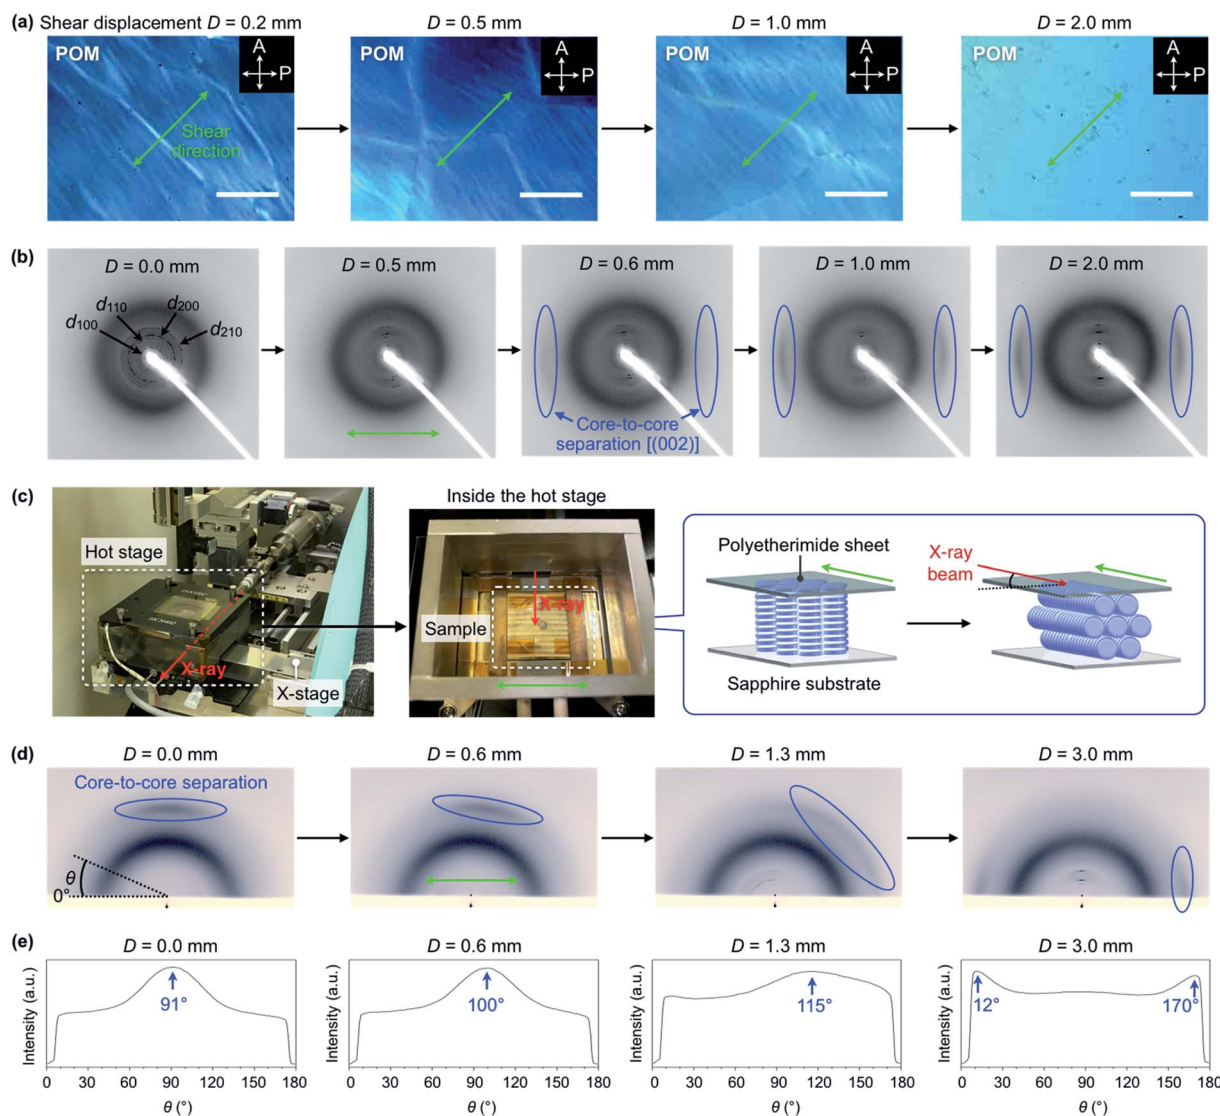 (a) Shear displacement D = 0.2 mm D = 0.5 mm D = 1.0 mm D = 2.0 mm
POM A P POM A P POM A P POM A P
Shear
direction
(b) D = 0.0 mm D = 0.5 mm D = 0.6 mm D = 1.0 mm D = 2.0 mm
d110 d200
d100 d210
Core-to-core
separation [(002)]
(c) Inside the hot stage
Hot stage
X-ray
X-stage
Sample
X-ray
Polyetherimide sheet
Sapphire substrate
X-ray
beam
(d) D = 0.0 mm D = 0.6 mm D = 1.3 mm D = 3.0 mm
Core-to-core separation
θ
0°
(e) D = 0.0 mm D = 0.6 mm D = 1.3 mm D = 3.0 mm
Intensity (a.u.) 91° Intensity (a.u.) 100° Intensity (a.u.) 115° Intensity (a.u.) 12° 170°
0 30 60 90 120 150 180 0 30 60 90 120 150 180 0 30 60 90 120 150 180 0 30 60 90 120 150 180
θ (°) θ (°) θ (°) θ (°)